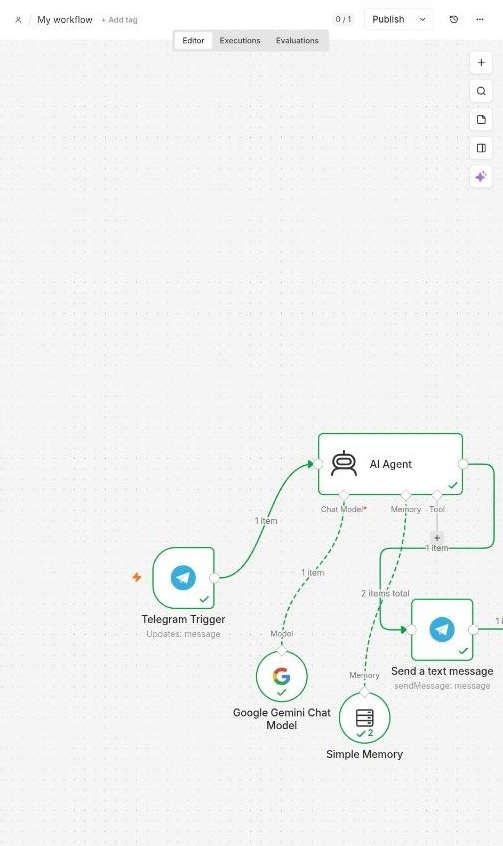 My workflow
+ Add tag
0 / 1
Publish
Editor
Executions
Evaluations
AI Agent
Chat Model*
Memory
Tool
1 item
+
1 item
1 item
2 items total
Telegram Trigger
Updates: message
Model
Send a text message
sendMessage: message
Memory
Google Gemini Chat
Model
2
Simple Memory